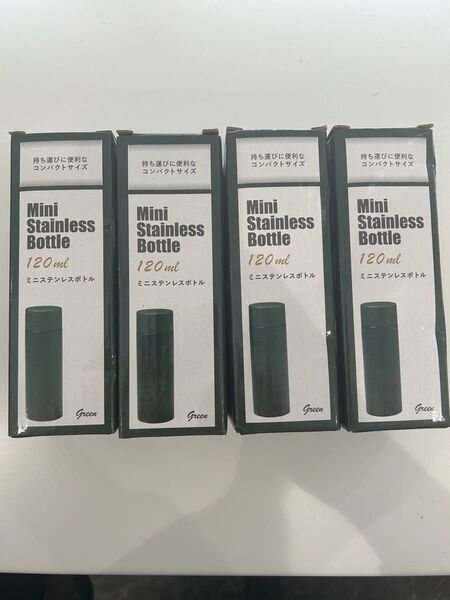 持ち運びに便利な
コンパクトサイズ
Mini
Stainless
Bottle
120ml
ミニステンレスボトル
Green
持ち運びに便利な
コンパクトサイズ
Mini
Stainless
Bottle
120ml
ミニステンレスボトル
Green
持ち運びに便利な
コンパクトサイズ
Mini
Stainless
Bottle
120ml
ミニステンレスボトル
Green
持ち運びに便利な
コンパクトサイズ
Mini
Stainless
Bottle
120ml
ミニステンレスボトル
Green